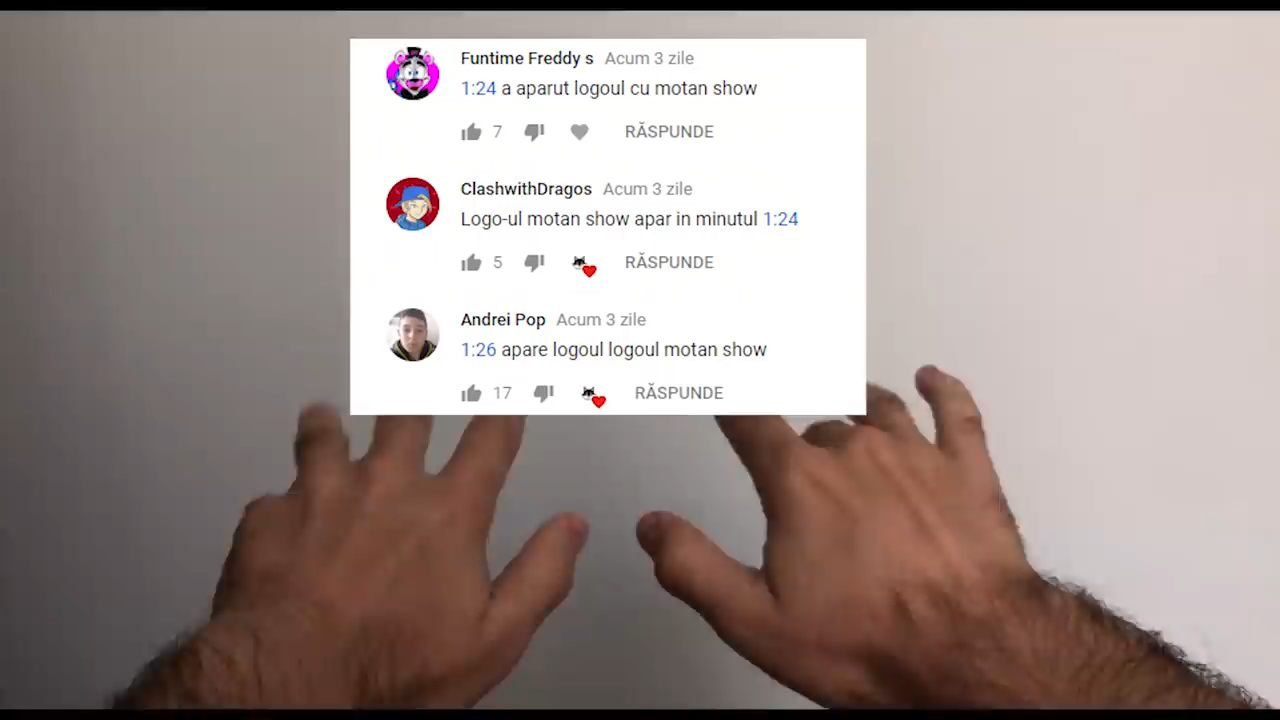 Funtime Freddy s Acum 3 zile
1:24 a aparut logoul cu motan show
7 RĂSPUNDE
ClashwithDragos Acum 3 zile
Logo-ul motan show apar in minutul 1:24
5 RĂSPUNDE
Andrei Pop Acum 3 zile
1:26 apare logoul logoul motan show
17 RĂSPUNDE